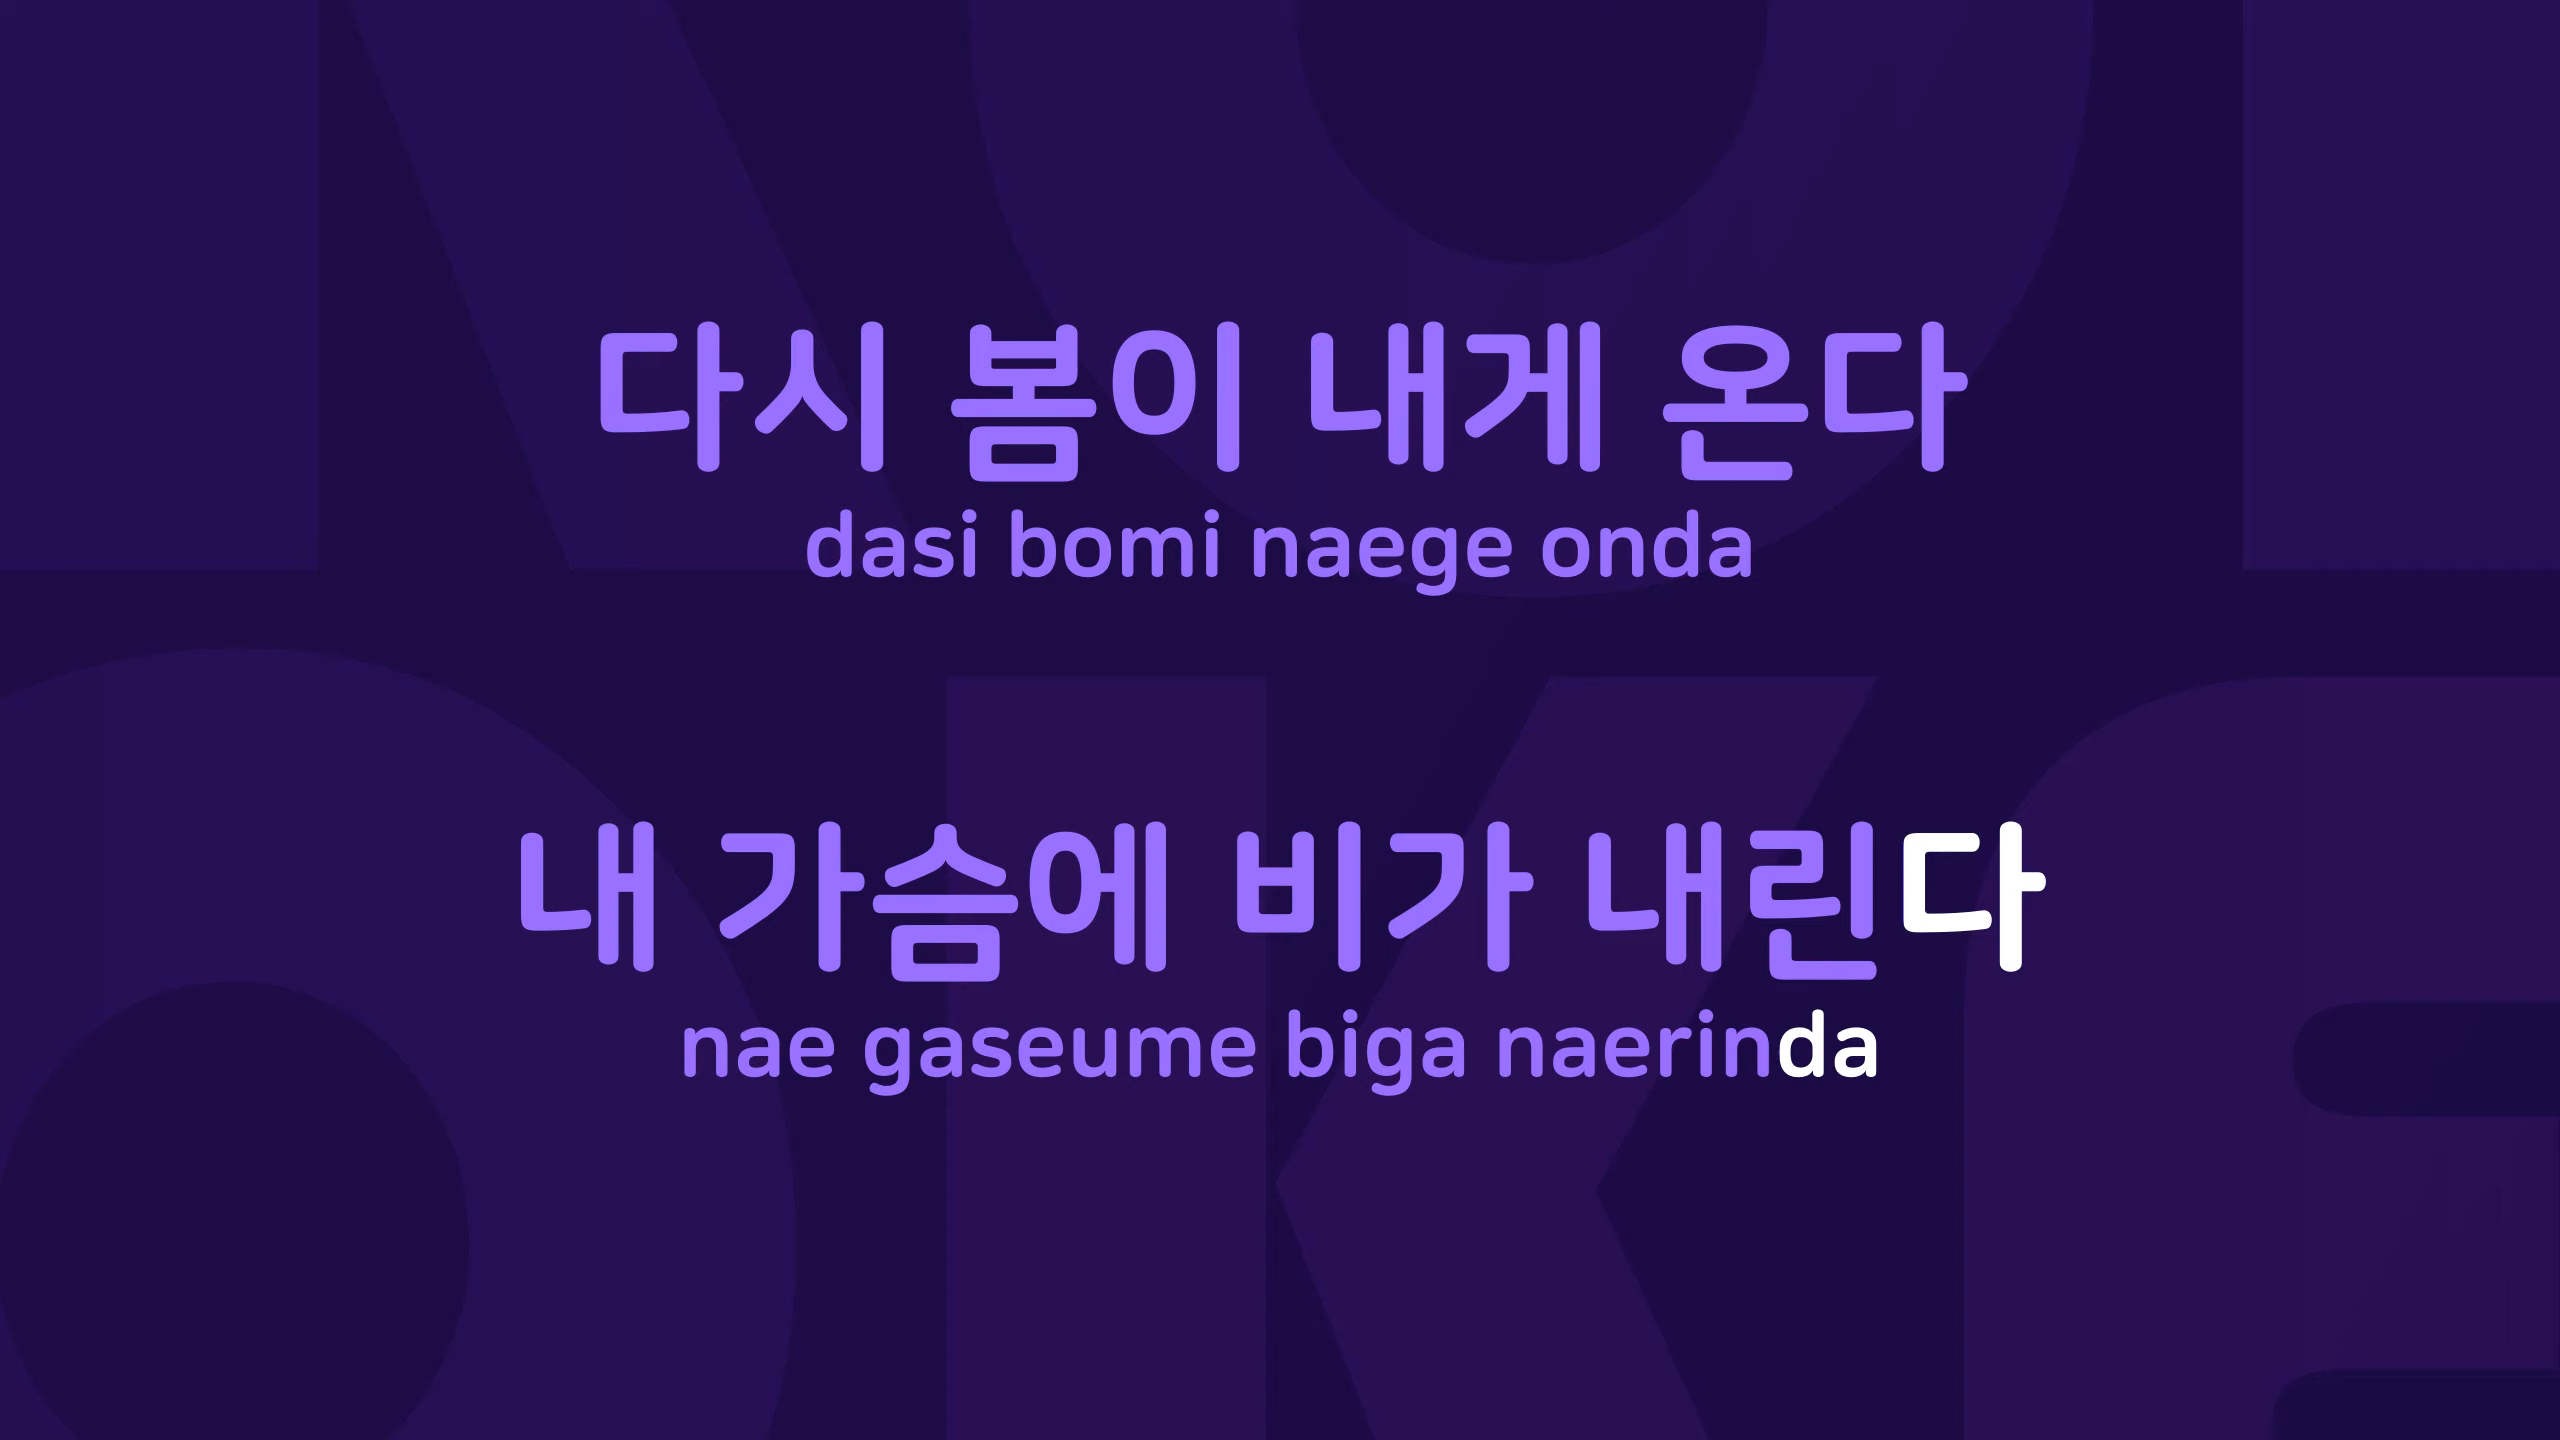 다시 봄이 내게 온다
dasi bomi naege onda
내 가슴에 비가 내린다
nae gaseume biga naerinda